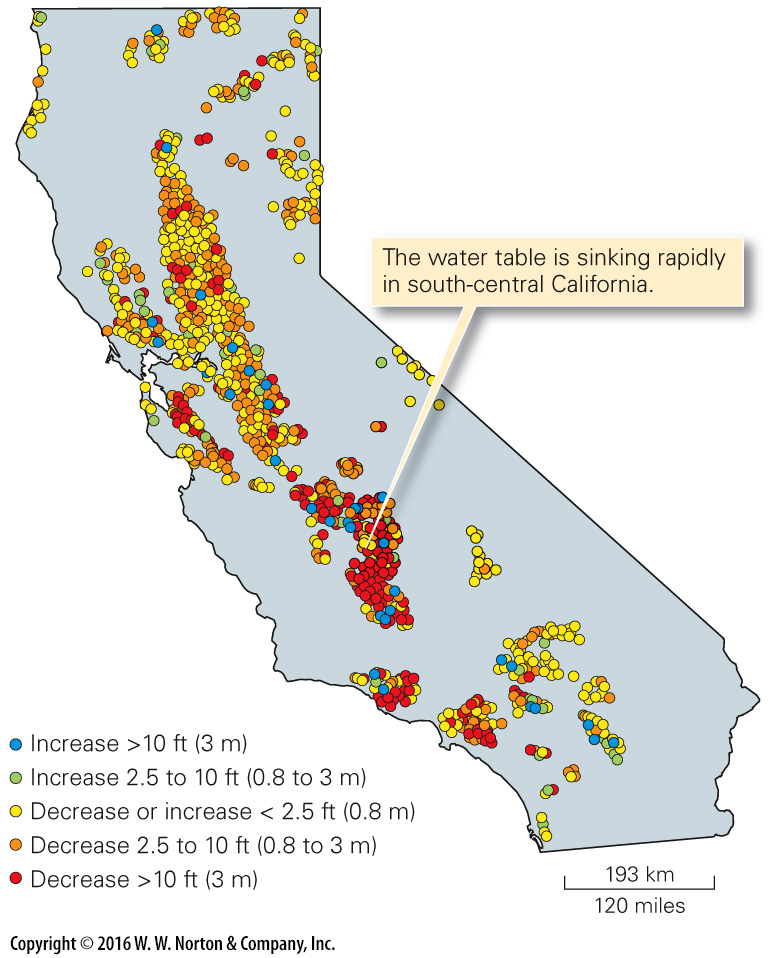 The water table is sinking rapidly
in south-central California.
Increase >10 ft (3 m)
Increase 2.5 to 10 ft (0.8 to 3 m)
Decrease or increase < 2.5 ft (0.8 m)
Decrease 2.5 to 10 ft (0.8 to 3 m)
Decrease >10 ft (3 m)
193 km
120 miles
Copyright © 2016 W. W. Norton & Company, Inc.